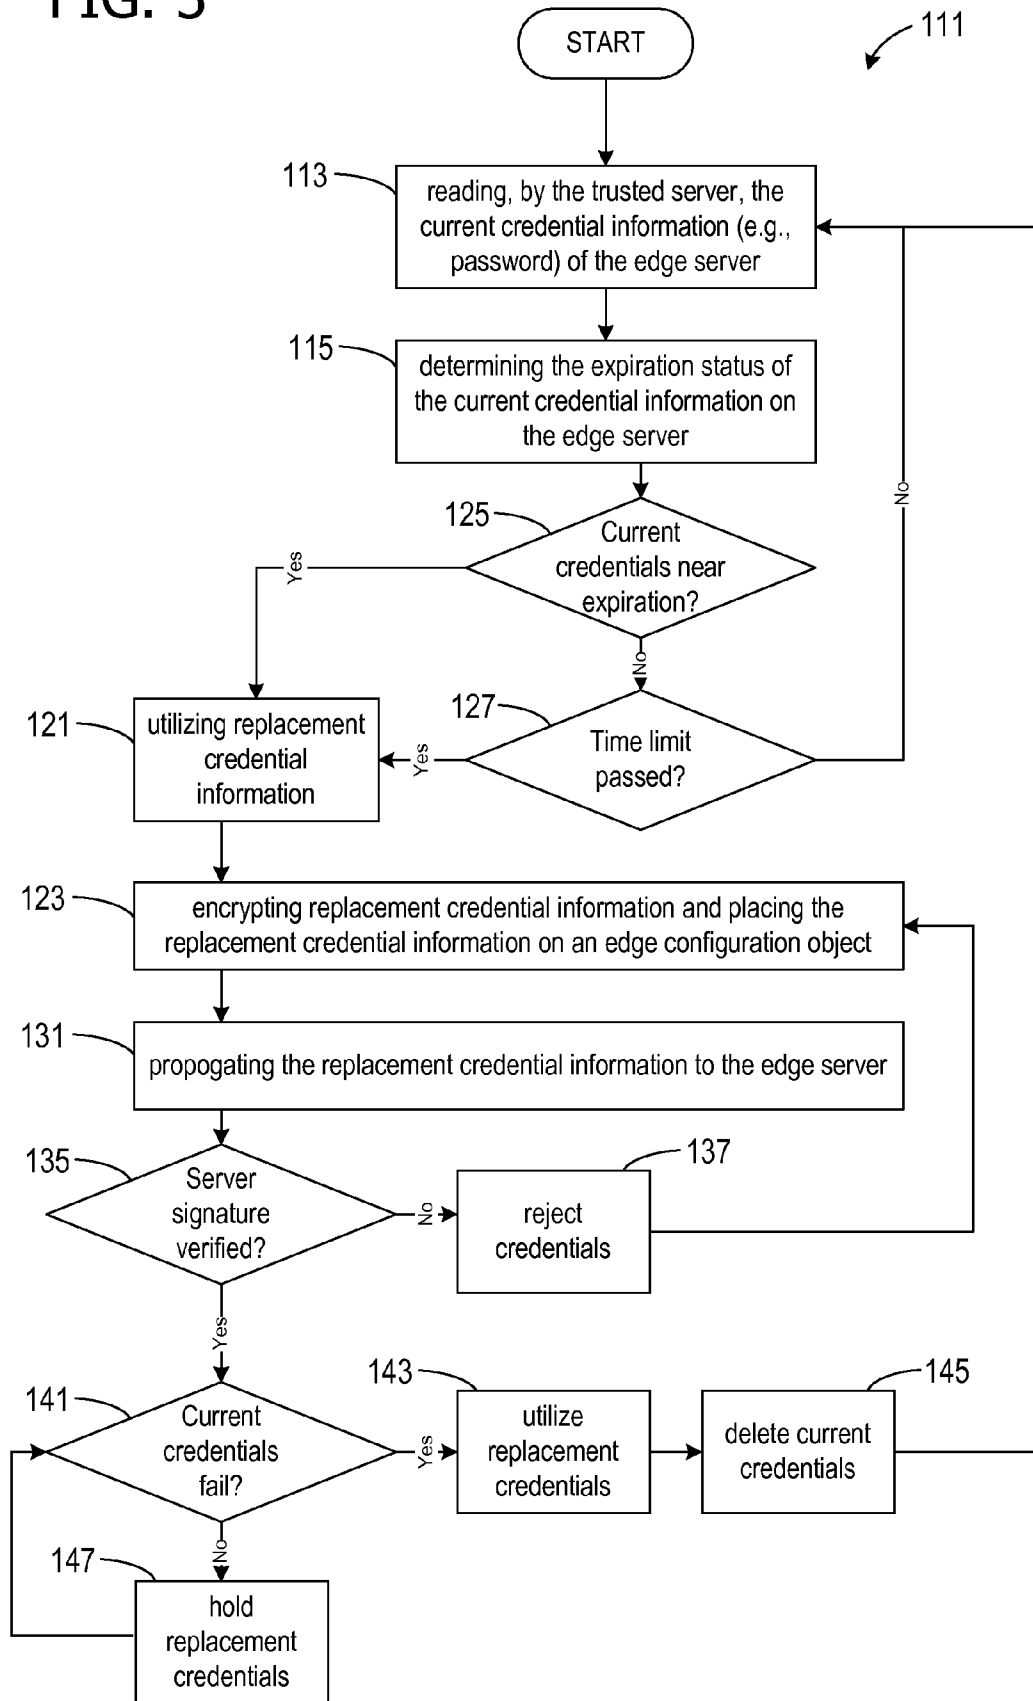 FIG. 3
START
111
113
reading, by the trusted server, the
current credential information (e.g.,
password) of the edge server
115
determining the expiration status of
the current credential information on
the edge server
125
Current
credentials near
expiration?
Yes
No
No
127
Time limit
passed?
Yes
121
utilizing replacement
credential
information
123
encrypting replacement credential information and placing the
replacement credential information on an edge configuration object
131
propogating the replacement credential information to the edge server
135
Server
signature
verified?
No
137
reject
credentials
Yes
141
Current
credentials
fail?
Yes
143
utilize
replacement
credentials
145
delete current
credentials
No
147
hold
replacement
credentials